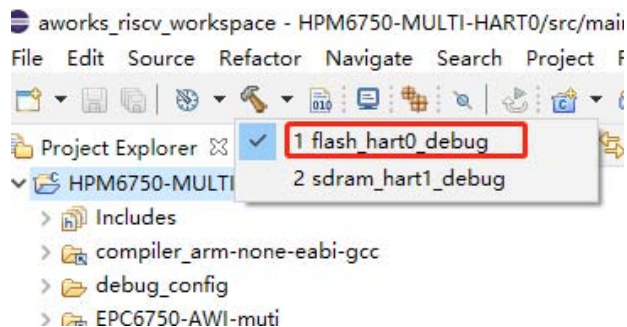 aworks_riscv_workspace - HPM6750-MULTI-HART0/src/mai
File Edit Source Refactor Navigate Search Project
010
Project Explorer
1 flash_hart0_debug
HPM6750-MULTI
2 sdram_hart1_debug
Includes
compiler_arm-none-eabi-gcc
debug_config
EPC6750-AWI-muti